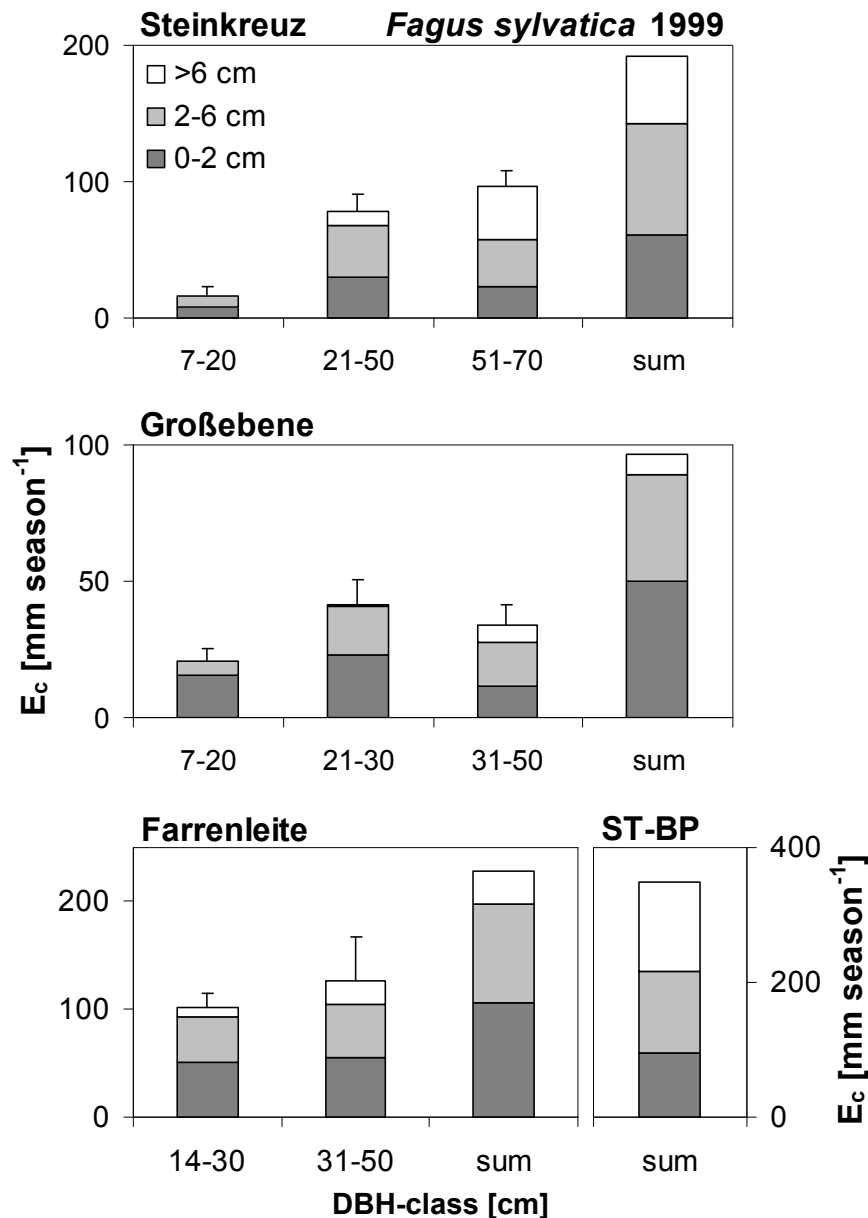 Steinkreuz Fagus sylvatica 1999
>6 cm
2-6 cm
0-2 cm
200
100
0
7-20 21-50 51-70 sum
Großebene
100
50
0
7-20 21-30 31-50 sum
Ec [mm season-1]
Farrenleite ST-BP
200
100
0
400
200
0
14-30 31-50 sum sum
Ec [mm season-1]
DBH-class [cm]